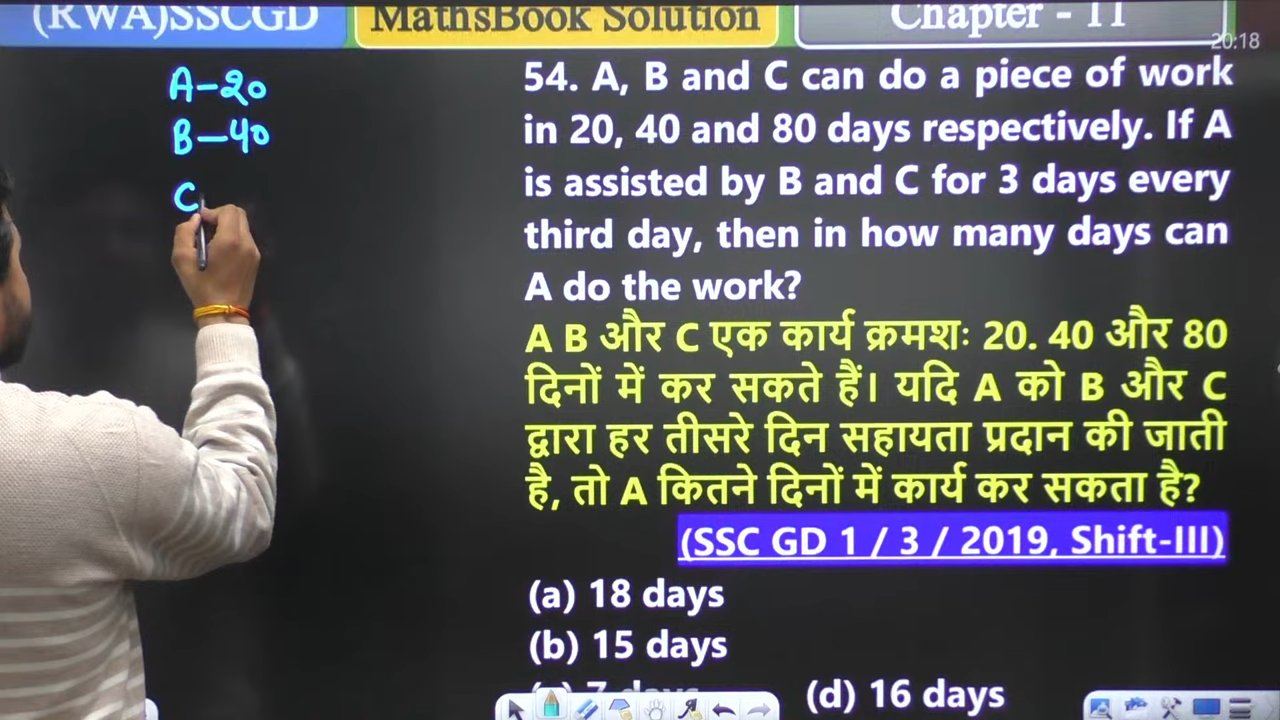 (RWA)SSCGD
MathsBook Solution
Chapter - 11
20:18
A-20
B-40
C
54. A, B and C can do a piece of work
in 20, 40 and 80 days respectively. If A
is assisted by B and C for 3 days every
third day, then in how many days can
A do the work?
A B और C एक कार्य क्रमशः 20. 40 और 80
दिनों में कर सकते हैं। यदि A को B और C
द्वारा हर तीसरे दिन सहायता प्रदान की जाती
है, तो A कितने दिनों में कार्य कर सकता है?
(SSC GD 1 / 3 / 2019, Shift-III)
(a) 18 days
(b) 15 days
(c) 7 days (d) 16 days